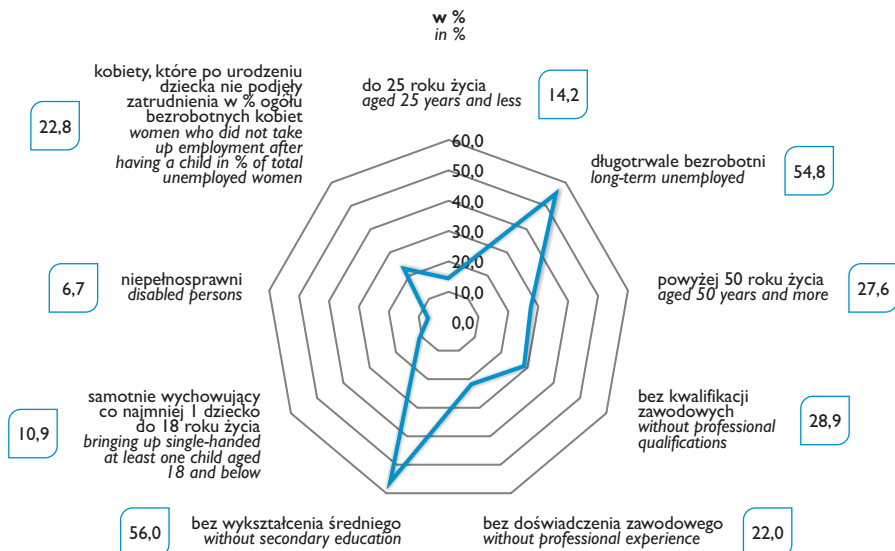 w %
in %
kobiety, które po urodzeniu
dziecka nie podjęły
zatrudnienia w % ogółu
bezrobotnych kobiet
women who did not take
up employment after
having a child in % of total
unemployed women
22,8
do 25 roku życia
aged 25 years and less
14,2
długotrwale bezrobotni
long-term unemployed
54,8
60,0
50,0
40,0
30,0
20,0
10,0
0,0
niepełnosprawni
disabled persons
6,7
powyżej 50 roku życia
aged 50 years and more
27,6
samotnie wychowujący
co najmniej 1 dziecko
do 18 roku życia
bringing up single-handed
at least one child aged
18 and below
10,9
bez kwalifikacji
zawodowych
without professional
qualifications
28,9
56,0
bez wykształcenia średniego
without secondary education
bez doświadczenia zawodowego
without professional experience
22,0